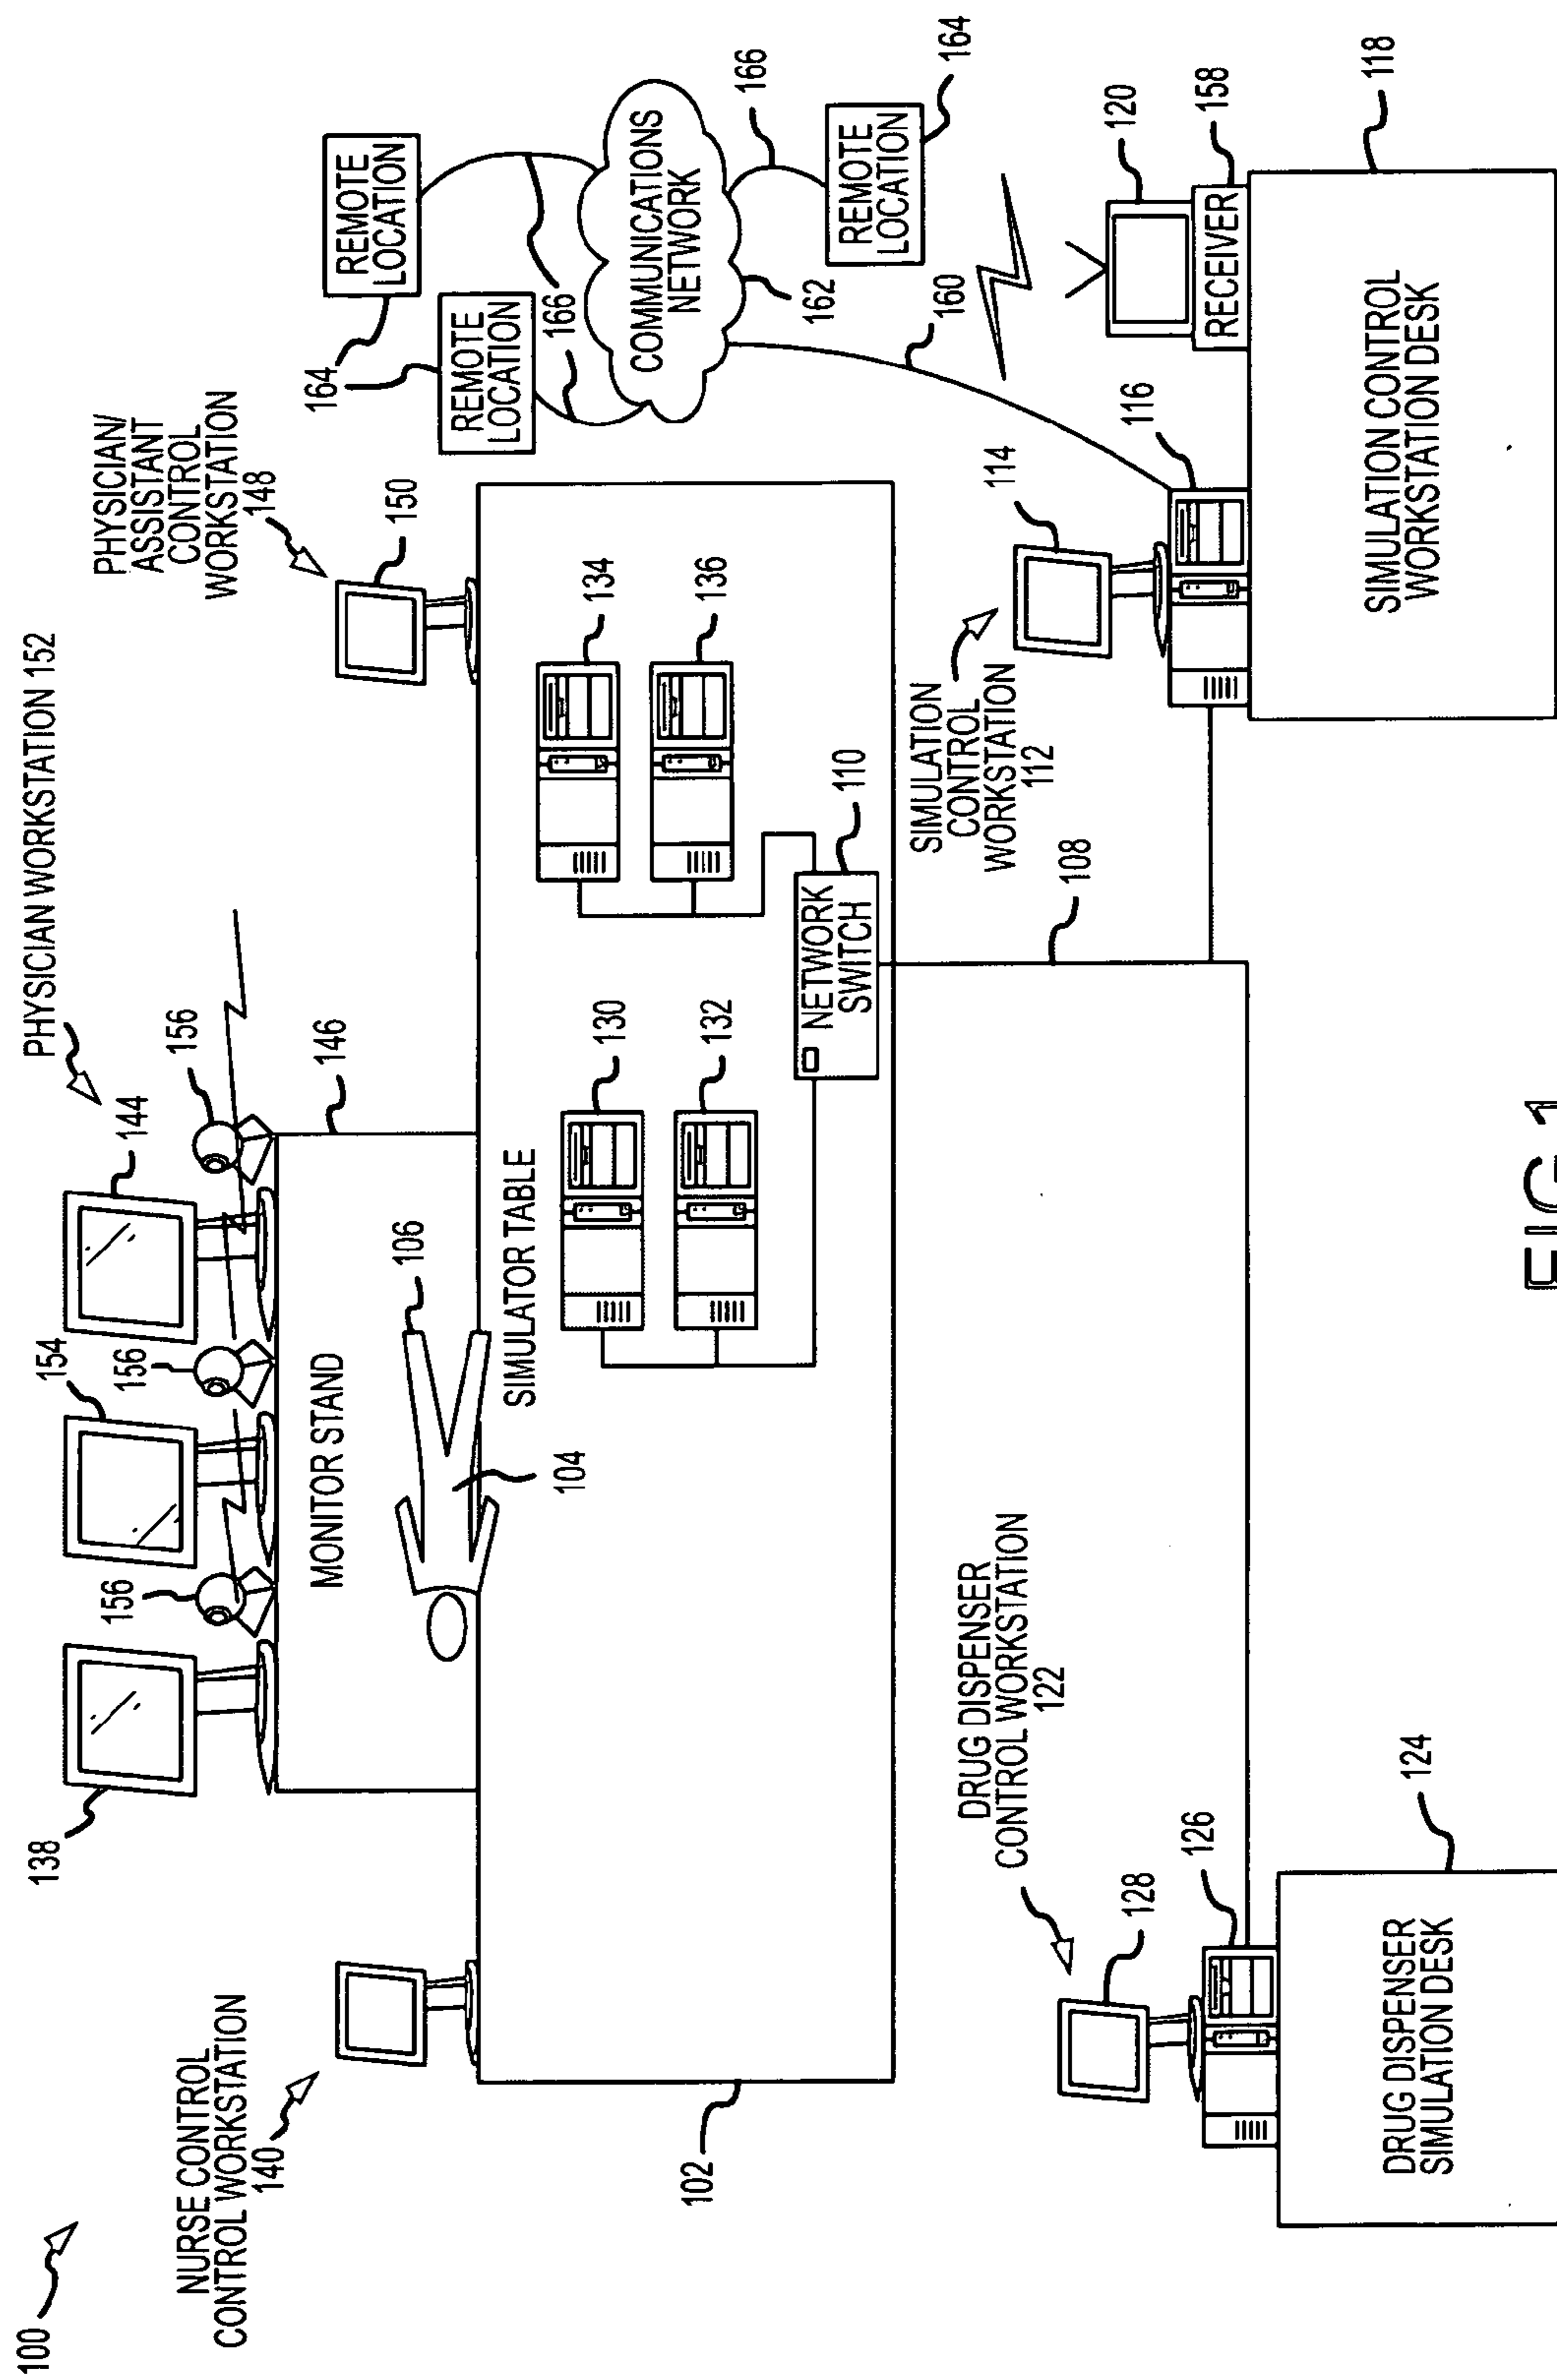 100
NURSE CONTROL
CONTROL WORKSTATION
140
138
156
154
156
144
156
PHYSICIAN WORKSTATION 152
146
PHYSICIAN/
ASSISTANT
CONTROL
WORKSTATION
148
150
164
REMOTE
LOCATION
REMOTE
LOCATION
166
COMMUNICATIONS
NETWORK
162
166
REMOTE
LOCATION
164
160
MONITOR STAND
106
104
SIMULATOR TABLE
102
130
132
134
136
NETWORK
SWITCH
110
108
DRUG DISPENSER
CONTROL WORKSTATION
122
128
126
124
DRUG DISPENSER
SIMULATION DESK
SIMULATION
CONTROL
WORKSTATION
112
114
116
120
RECEIVER
158
118
SIMULATION CONTROL
WORKSTATION DESK
FIG.1